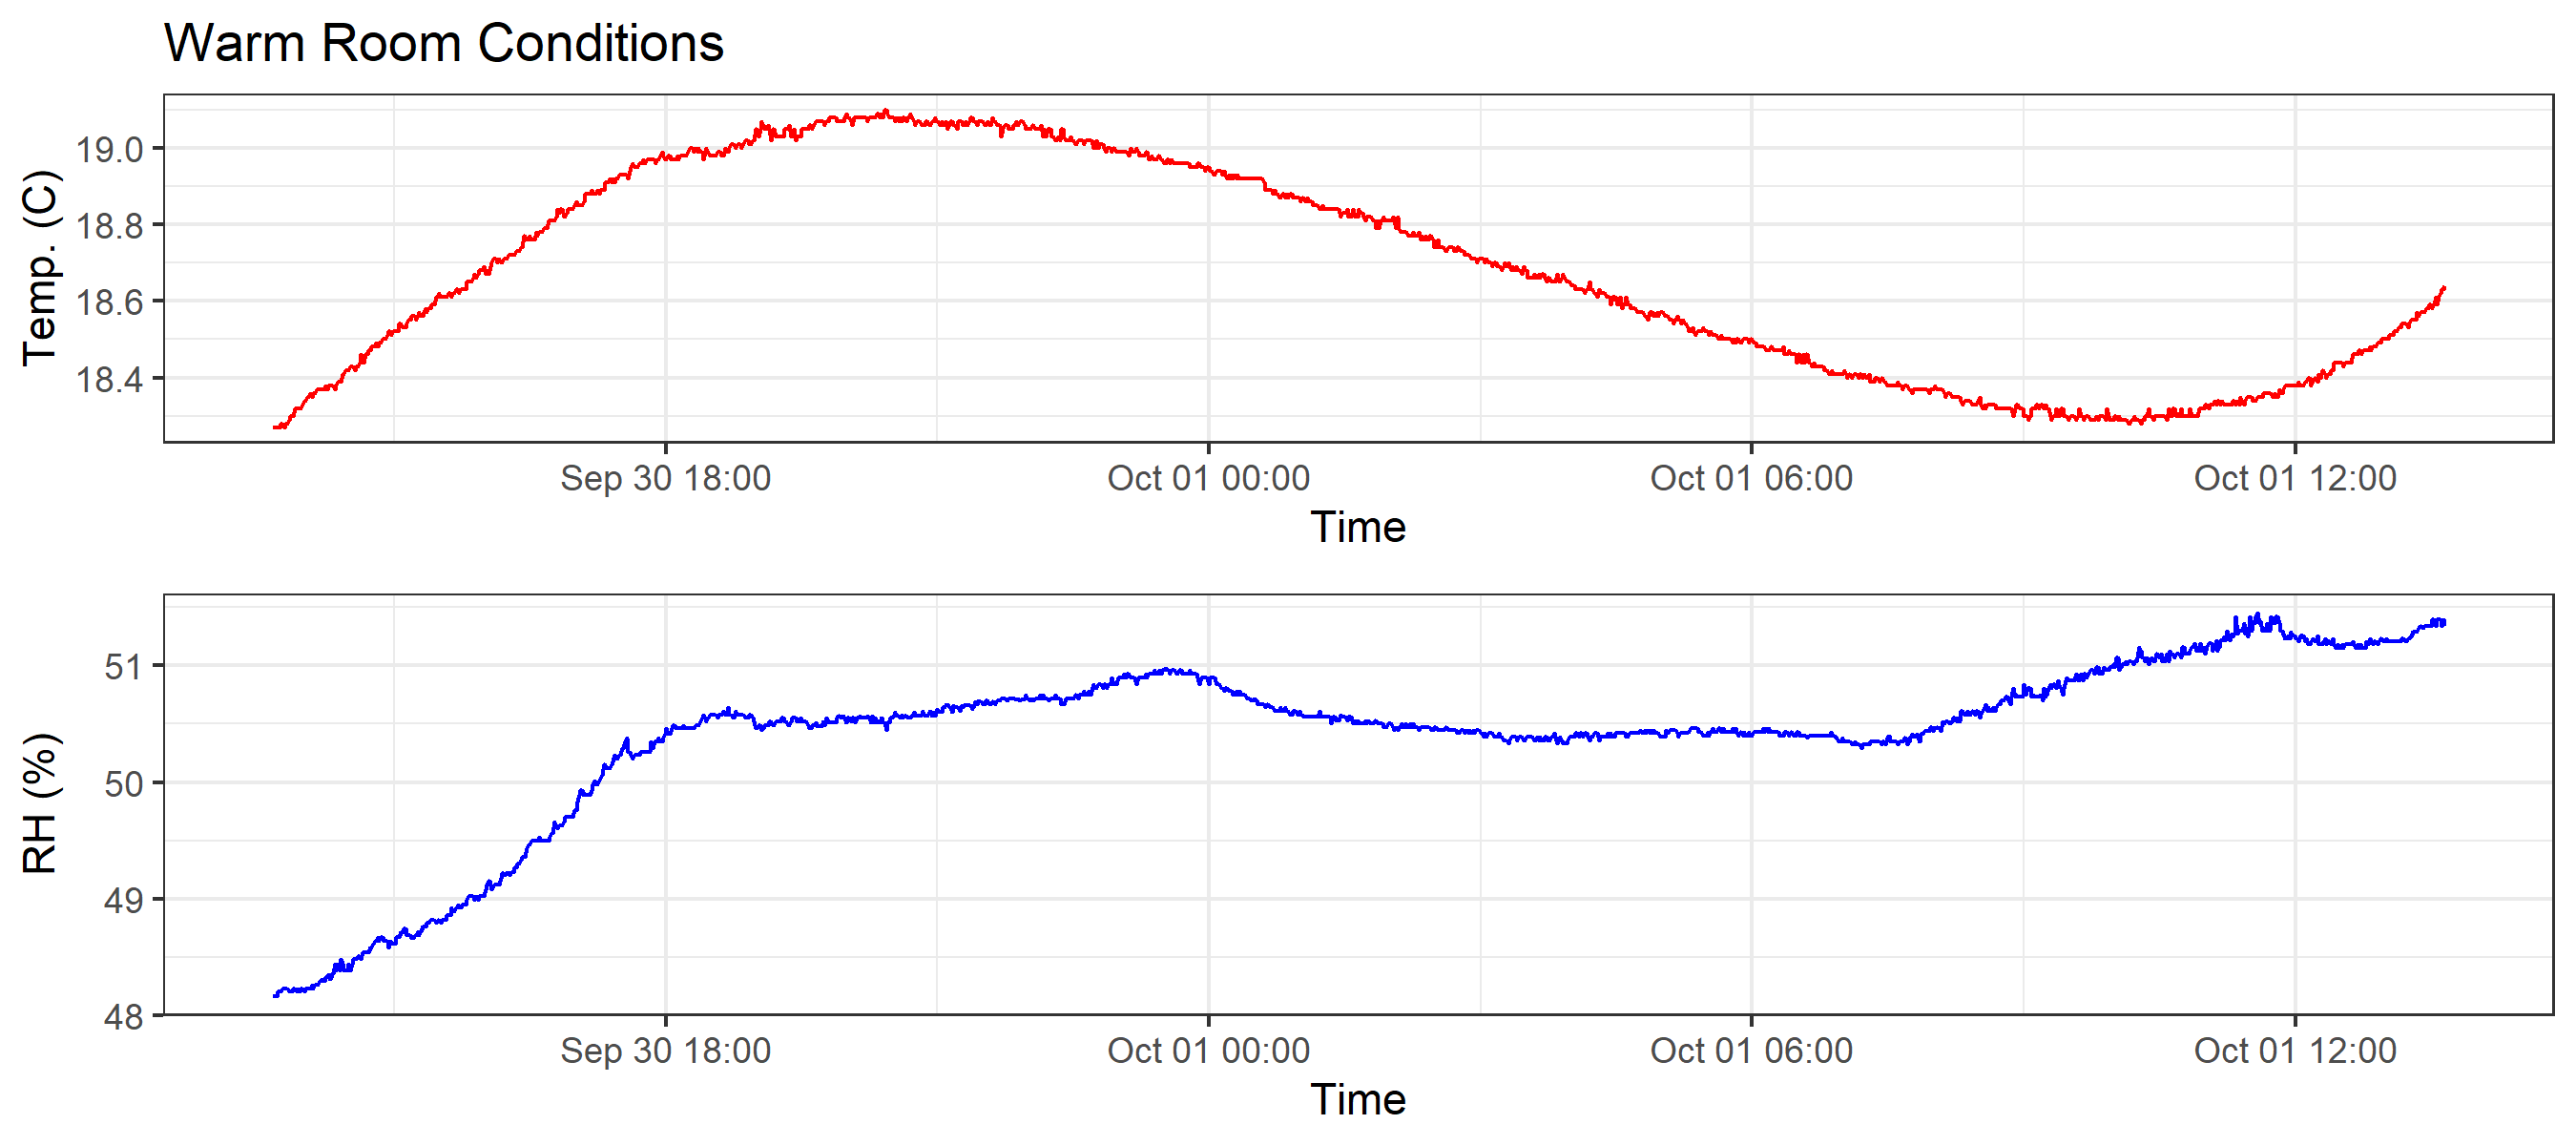 Warm Room Conditions
Temp. (C)
19.0
18.8
18.6
18.4
Sep 30 18:00 Oct 01 00:00 Oct 01 06:00 Oct 01 12:00
Time
RH (%)
51
50
49
48
Sep 30 18:00 Oct 01 00:00 Oct 01 06:00 Oct 01 12:00
Time